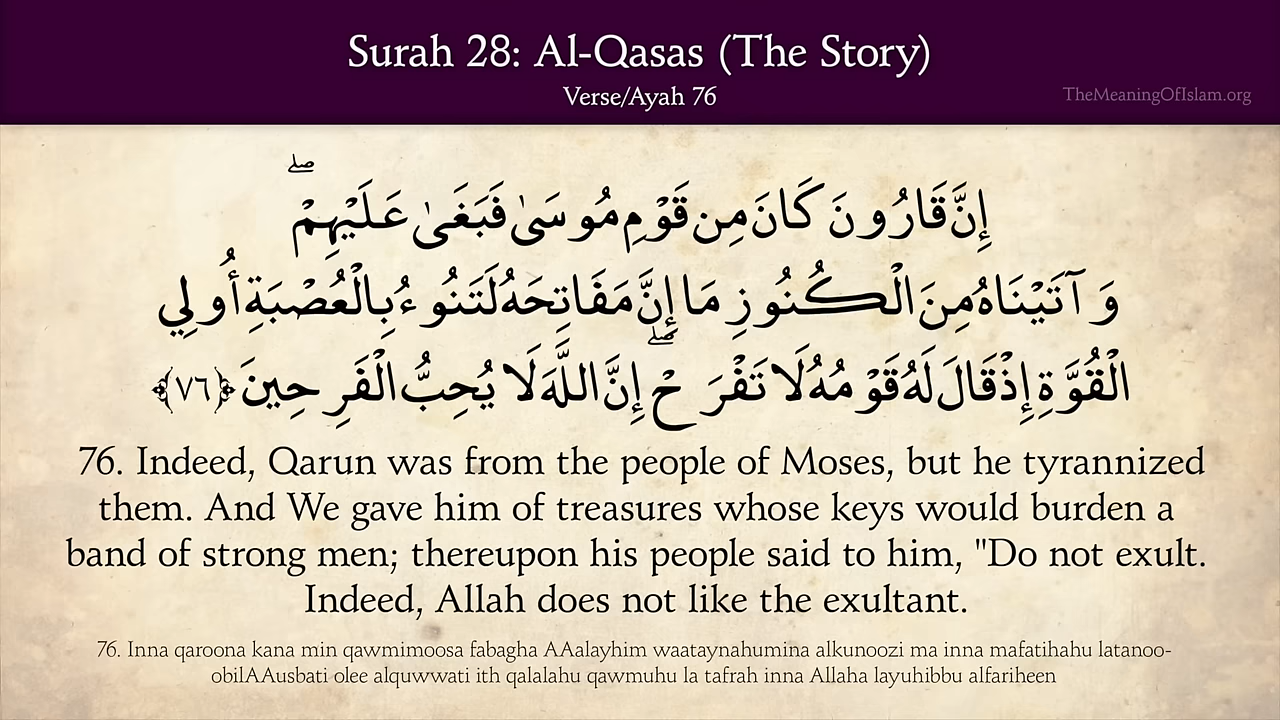 Surah 28: Al-Qasas (The Story)
Verse/Ayah 76
TheMeaningOfIslam.org
إِنَّ قَارُونَ كَانَ مِن قَوْمِ مُوسَىٰ فَبَغَىٰ عَلَيْهِمْ ۖ
وَآتَيْنَاهُ مِنَ الْكُنُوزِ مَا إِنَّ مَفَاتِحَهُ لَتَنُوءُ بِالْعُصْبَةِ أُولِي
الْقُوَّةِ إِذْ قَالَ لَهُ قَوْمُهُ لَا تَفْرَحْ ۖ إِنَّ اللَّهَ لَا يُحِبُّ الْفَرِحِينَ ﴿٧٦﴾
76. Indeed, Qarun was from the people of Moses, but he tyrannized
them. And We gave him of treasures whose keys would burden a
band of strong men; thereupon his people said to him, "Do not exult.
Indeed, Allah does not like the exultant.
76. Inna qaroona kana min qawmimoosa fabagha AAalayhim waataynahumina alkunoozi ma inna mafatihahu latanoo-
obilAAusbati olee alquwwati ith qalalahu qawmuhu la tafrah inna Allaha layuhibbu alfariheen